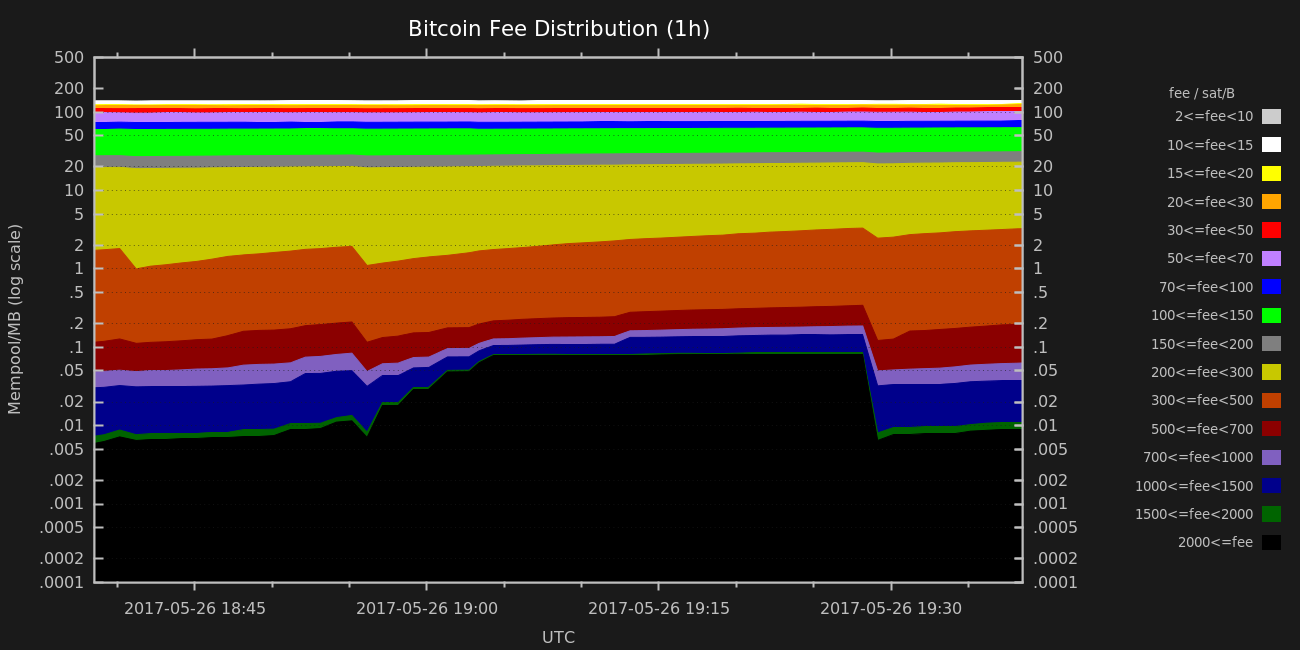 Bitcoin Fee Distribution (1h)
500
200
100
50
20
10
5
2
1
.5
.2
.1
.05
.02
.01
.005
.002
.001
.0005
.0002
.0001
Mempool/MB (log scale)
500
200
100
50
20
10
5
2
1
.5
.2
.1
.05
.02
.01
.005
.002
.001
.0005
.0002
.0001
2017-05-26 18:45
2017-05-26 19:00
2017-05-26 19:15
2017-05-26 19:30
UTC
fee / sat/B
2<=fee<10
10<=fee<15
15<=fee<20
20<=fee<30
30<=fee<50
50<=fee<70
70<=fee<100
100<=fee<150
150<=fee<200
200<=fee<300
300<=fee<500
500<=fee<700
700<=fee<1000
1000<=fee<1500
1500<=fee<2000
2000<=fee